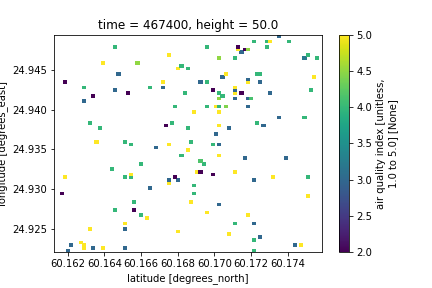 time = 467400, height = 50.0
24.945
24.940
24.935
24.930
24.925
longitude [degrees_east]
60.162 60.164 60.166 60.168 60.170 60.172 60.174
latitude [degrees_north]
5.0
4.5
4.0
3.5
3.0
2.5
2.0
air quality index [unitless,
1.0 to 5.0] [None]